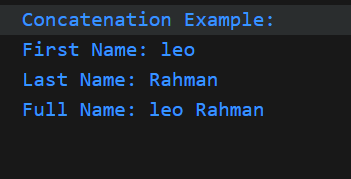 Concatenation Example:
First Name: leo
Last Name: Rahman
Full Name: leo Rahman